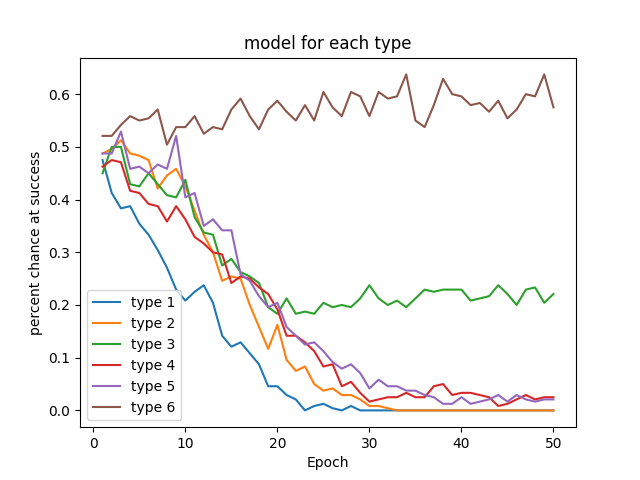 model for each type
percent chance at success
0.6
0.5
0.4
0.3
0.2
0.1
0.0
type 1
type 2
type 3
type 4
type 5
type 6
0 10 20 30 40 50
Epoch